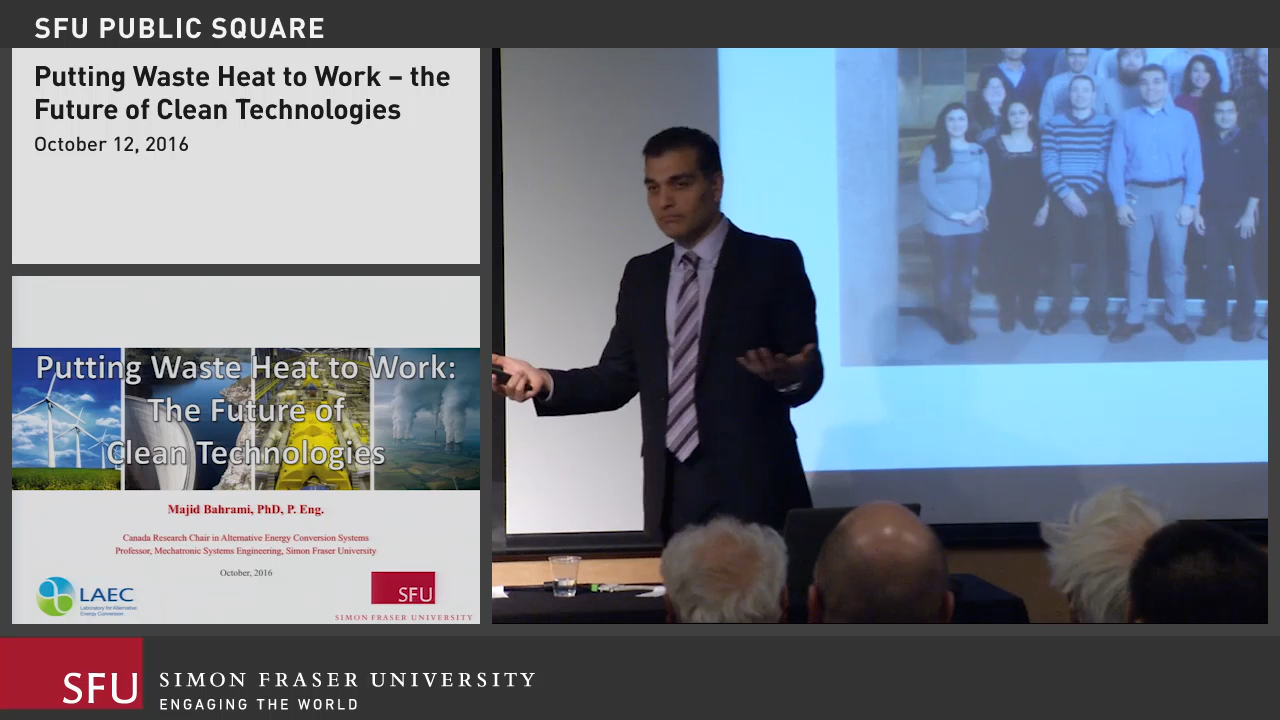 SFU PUBLIC SQUARE
Putting Waste Heat to Work – the
Future of Clean Technologies
October 12, 2016
Putting Waste Heat to Work:
The Future of
Clean Technologies
Majid Bahrami, PhD, P. Eng.
Canada Research Chair in Alternative Energy Conversion Systems
Professor, Mechatronic Systems Engineering, Simon Fraser University
October, 2016
LAEC
Laboratory for Alternative
Energy Conversion
SFU
SIMON FRASER UNIVERSITY
SFU
SIMON FRASER UNIVERSITY
ENGAGING THE WORLD